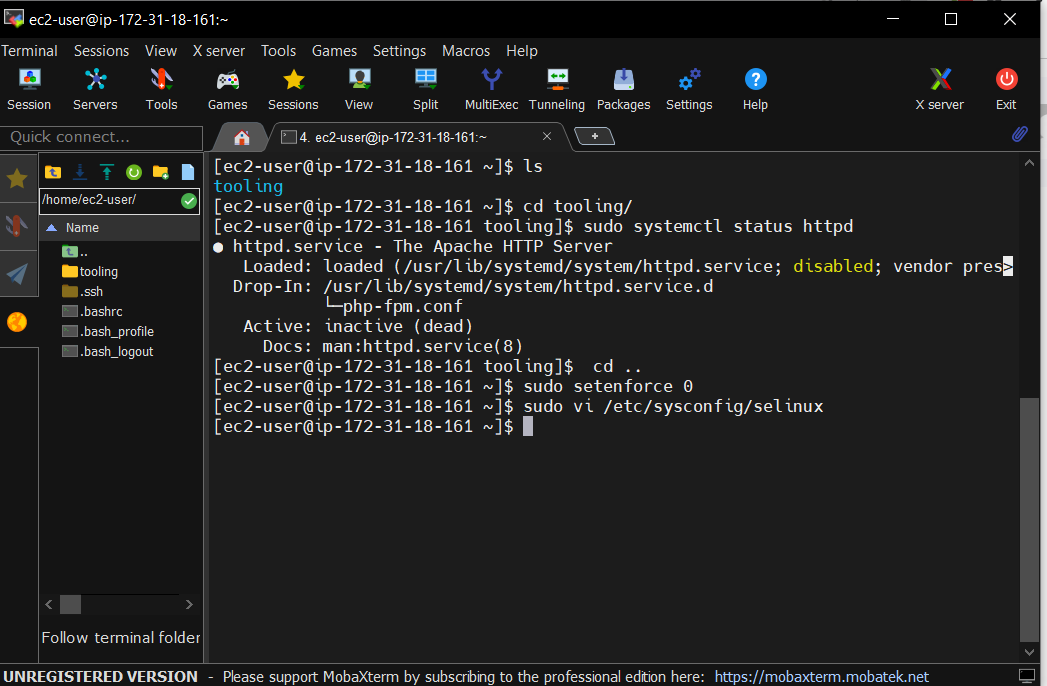 ec2-user@ip-172-31-18-161:~
Terminal Sessions View X server Tools Games Settings Macros Help
Session Servers Tools Games Sessions View Split MultiExec Tunneling Packages Settings Help X server Exit
Quick connect...
4. ec2-user@ip-172-31-18-161:~
/home/ec2-user/
Name
..
tooling
.ssh
.bashrc
.bash_profile
.bash_logout
Follow terminal folder
[ec2-user@ip-172-31-18-161 ~]$ ls
tooling
[ec2-user@ip-172-31-18-161 ~]$ cd tooling/
[ec2-user@ip-172-31-18-161 tooling]$ sudo systemctl status httpd
● httpd.service - The Apache HTTP Server
Loaded: loaded (/usr/lib/systemd/system/httpd.service; disabled; vendor pres>
Drop-In: /usr/lib/systemd/system/httpd.service.d
└─php-fpm.conf
Active: inactive (dead)
Docs: man:httpd.service(8)
[ec2-user@ip-172-31-18-161 tooling]$  cd ..
[ec2-user@ip-172-31-18-161 ~]$ sudo setenforce 0
[ec2-user@ip-172-31-18-161 ~]$ sudo vi /etc/sysconfig/selinux
[ec2-user@ip-172-31-18-161 ~]$
UNREGISTERED VERSION - Please support MobaXterm by subscribing to the professional edition here: https://mobaxterm.mobatek.net